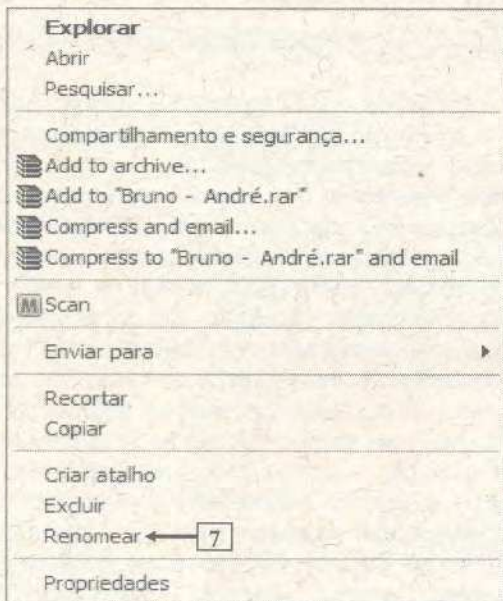 Explorar
Abrir
Pesquisar...
Compartilhamento e segurança...
Add to archive...
Add to "Bruno - André.rar"
Compress and email...
Compress to "Bruno - André.rar" and email
M Scan
Enviar para
Recortar
Copiar
Criar atalho
Excluir
Renomear 7
Propriedades